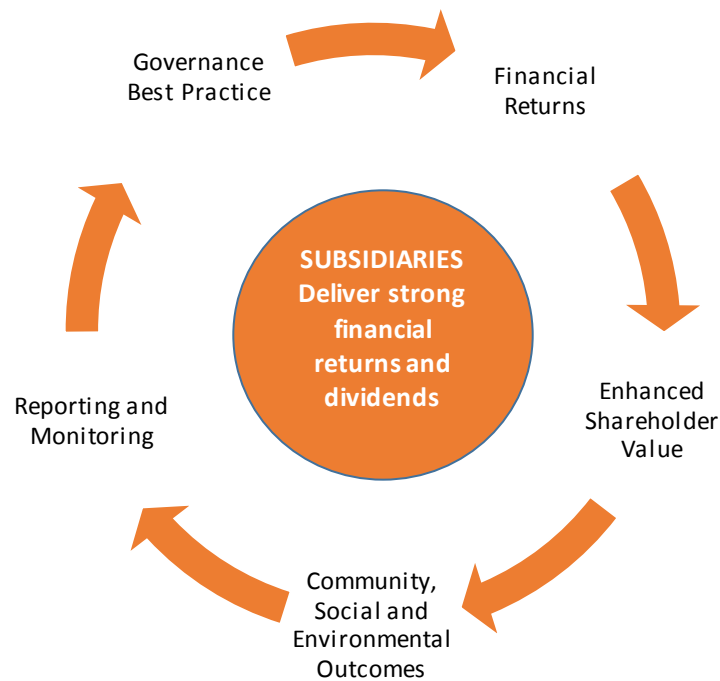 Governance
Best Practice
Financial
Returns
SUBSIDIARIES
Deliver strong
financial
returns and
dividends
Enhanced
Shareholder
Value
Community,
Social and
Environmental
Outcomes
Reporting and
Monitoring